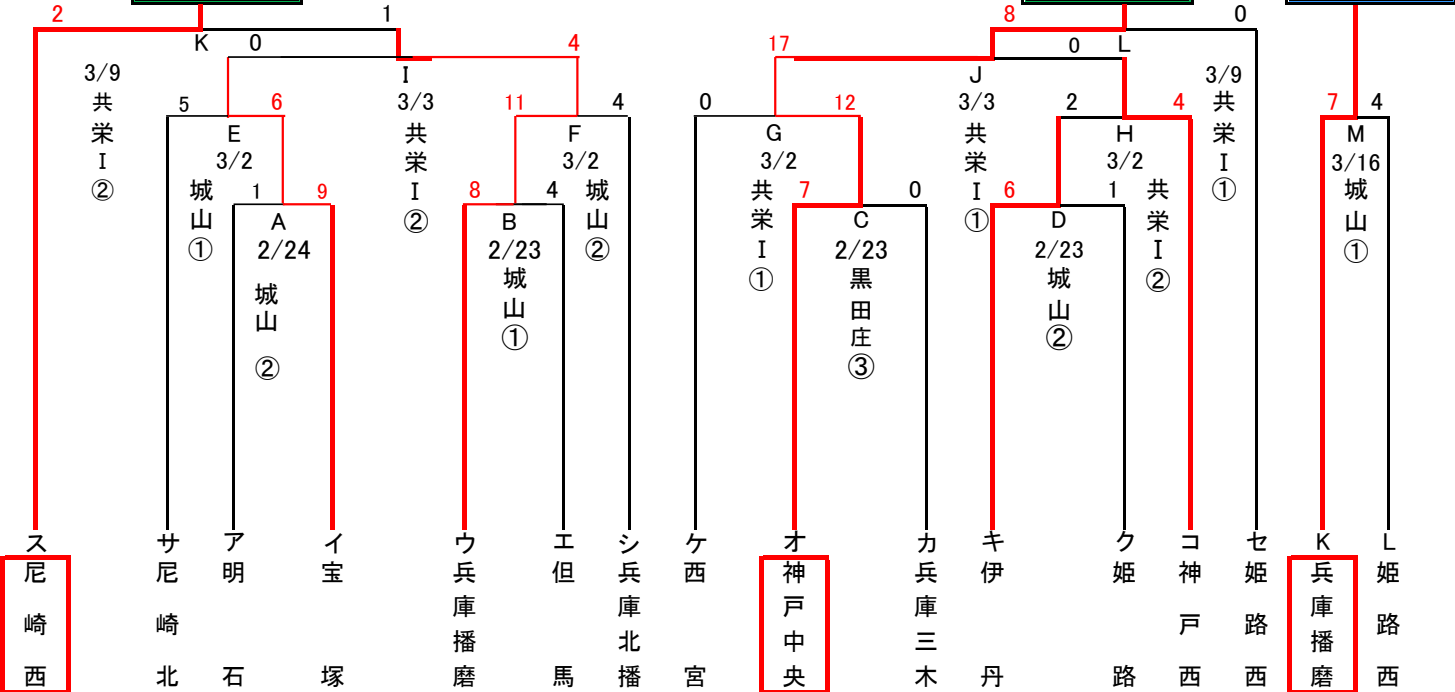 2 1 8 0
K 0 4 17 0 L
3/9 共栄Ⅰ②
I 3/3 共栄Ⅰ②
J 3/3 共栄Ⅰ①
3/9 共栄Ⅰ①
5 6 11 4 0 12 2 4 7 4
E 3/2 城山①
F 3/2 城山②
G 3/2 共栄Ⅰ①
H 3/2 共栄Ⅰ②
M 3/16 城山①
1 9 8 4 7 0 6 1
A 2/24 城山②
B 2/23 城山①
C 2/23 黒田庄③
D 2/23 城山②
ス 尼崎西
サ 尼崎北
ア 明石
イ 宝塚
ウ 兵庫播磨
エ 但馬
シ 兵庫北播
ケ 西宮
オ 神戸中央
カ 兵庫三木
キ 伊丹
ク 姫路
コ 神戸西
セ 姫路西
K 兵庫播磨
L 姫路西